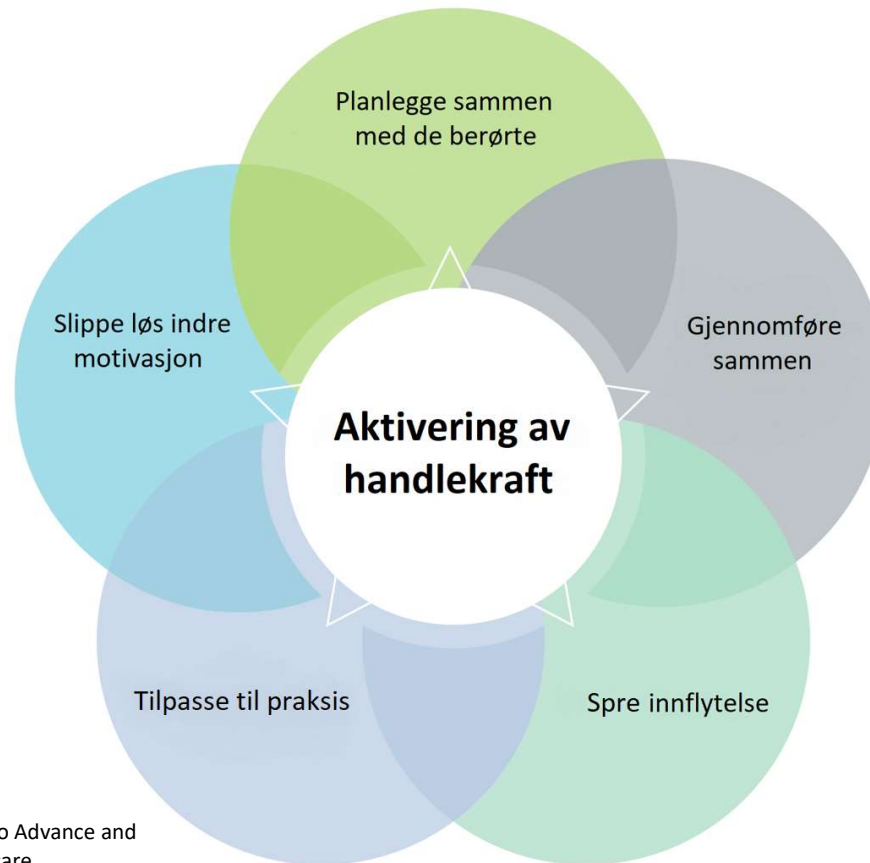 Planlegge sammen
med de berørte
Slippe løs indre
motivasjon
Gjennomføre
sammen
Aktivering av
handlekraft
Tilpasse til praksis
Spre innflytelse
Advance and